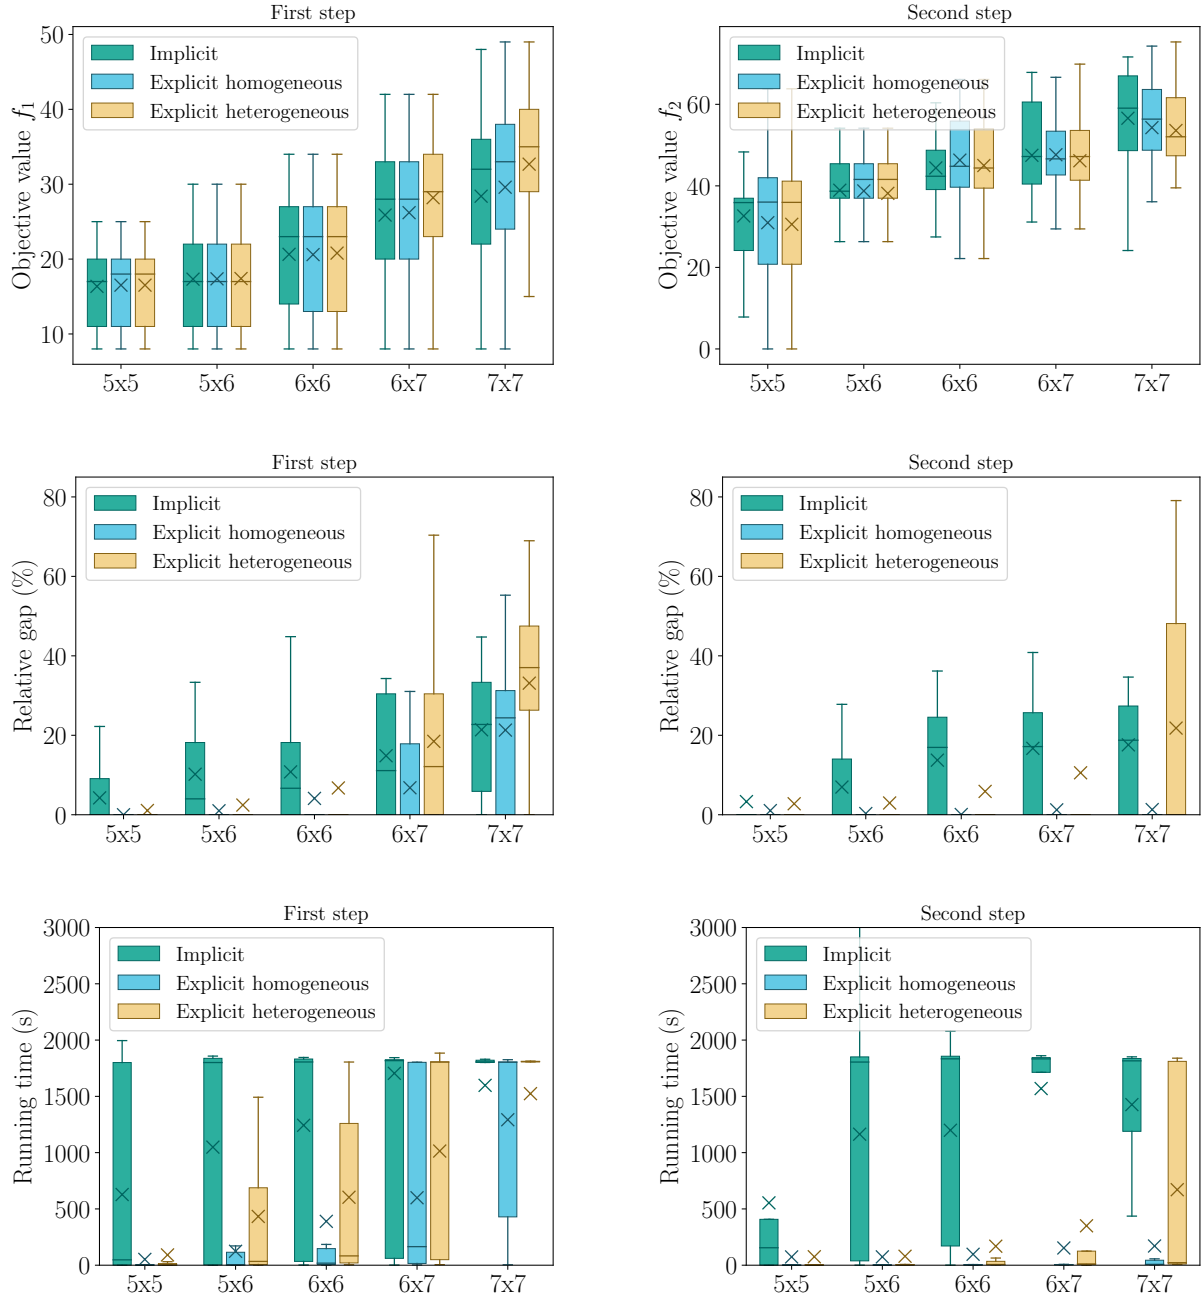 First step
Objective value f1
50
40
30
20
10
Implicit
Explicit homogeneous
Explicit heterogeneous
5x5 5x6 6x6 6x7 7x7
Second step
Objective value f2
60
40
20
0
Implicit
Explicit homogeneous
Explicit heterogeneous
5x5 5x6 6x6 6x7 7x7
First step
Relative gap (%)
80
60
40
20
0
Implicit
Explicit homogeneous
Explicit heterogeneous
5x5 5x6 6x6 6x7 7x7
Second step
Relative gap (%)
80
60
40
20
0
Implicit
Explicit homogeneous
Explicit heterogeneous
5x5 5x6 6x6 6x7 7x7
First step
Running time (s)
3000
2500
2000
1500
1000
500
0
Implicit
Explicit homogeneous
Explicit heterogeneous
5x5 5x6 6x6 6x7 7x7
Second step
Running time (s)
3000
2500
2000
1500
1000
500
0
Implicit
Explicit homogeneous
Explicit heterogeneous
5x5 5x6 6x6 6x7 7x7